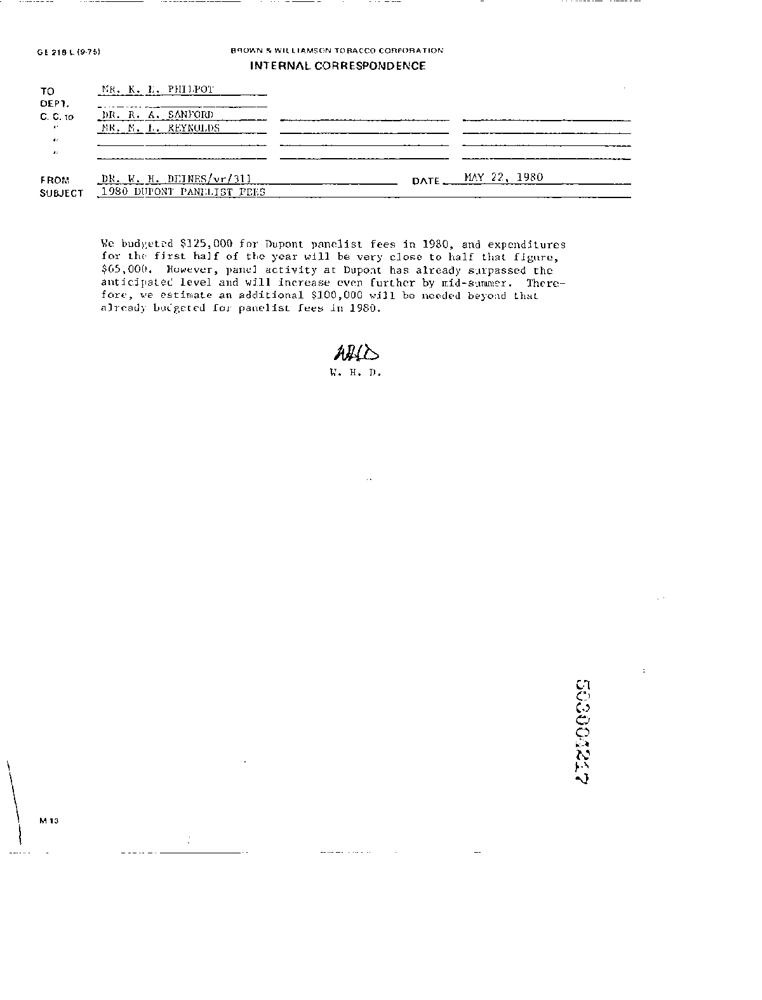 GE 218 L (9-75)
BROWN & WILLIAMSON TOBACCO CORPORATION
INTERNAL CORRESPONDENCE
TO MR. K. L. PHILPOT
DEPT.
C. C. to DR. R. A. SANFORD
" MR. M. L. REYNOLDS
"
"
FROM DR. W. H. DEINES/vr/311 DATE MAY 22, 1980
SUBJECT 1980 DUPONT PANELIST FEES
We budgeted $125,000 for Dupont panelist fees in 1980, and expenditures
for the first half of the year will be very close to half that figure,
$65,000. However, panel activity at Dupont has already surpassed the
anticipated level and will increase even further by mid-summer. There-
fore, we estimate an additional $100,000 will be needed beyond that
already budgeted for panelist fees in 1980.
WHD
W. H. D.
503001217
M 13